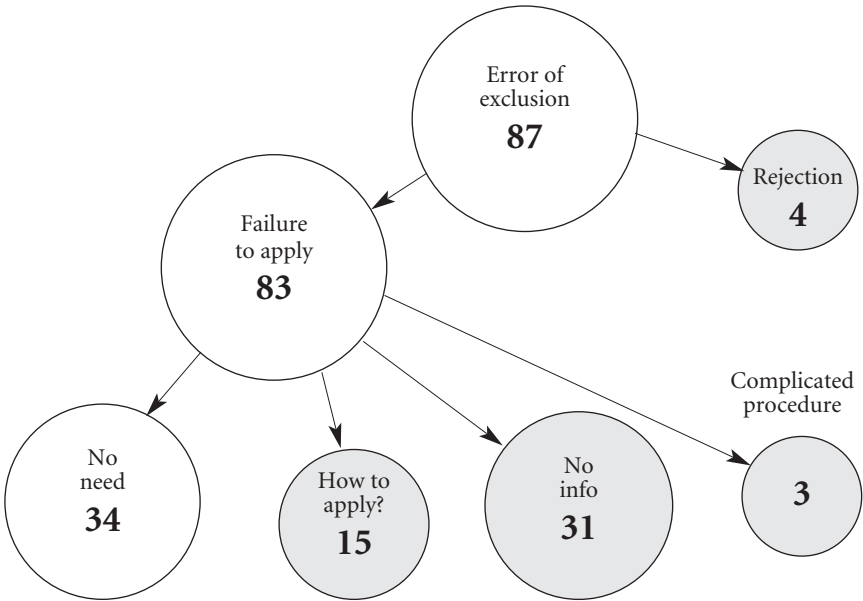 Error of
exclusion
87
Rejection
4
Failure
to apply
83
Complicated
procedure
3
No
need
34
How to
apply?
15
No
info
31